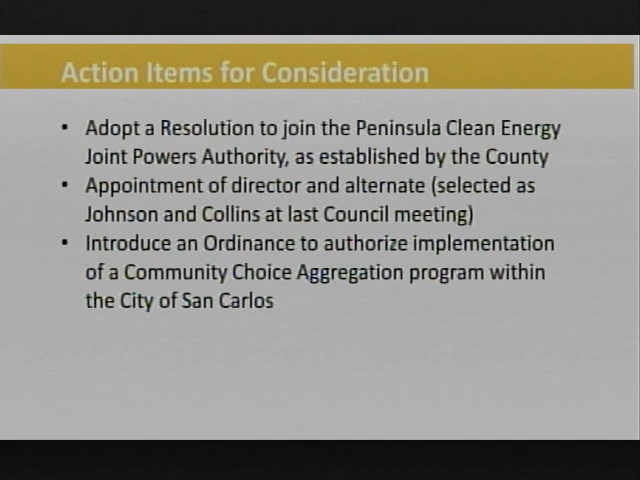 Action Items for Consideration
• Adopt a Resolution to join the Peninsula Clean Energy
Joint Powers Authority, as established by the County
• Appointment of director and alternate (selected as
Johnson and Collins at last Council meeting)
• Introduce an Ordinance to authorize implementation
of a Community Choice Aggregation program within
the City of San Carlos